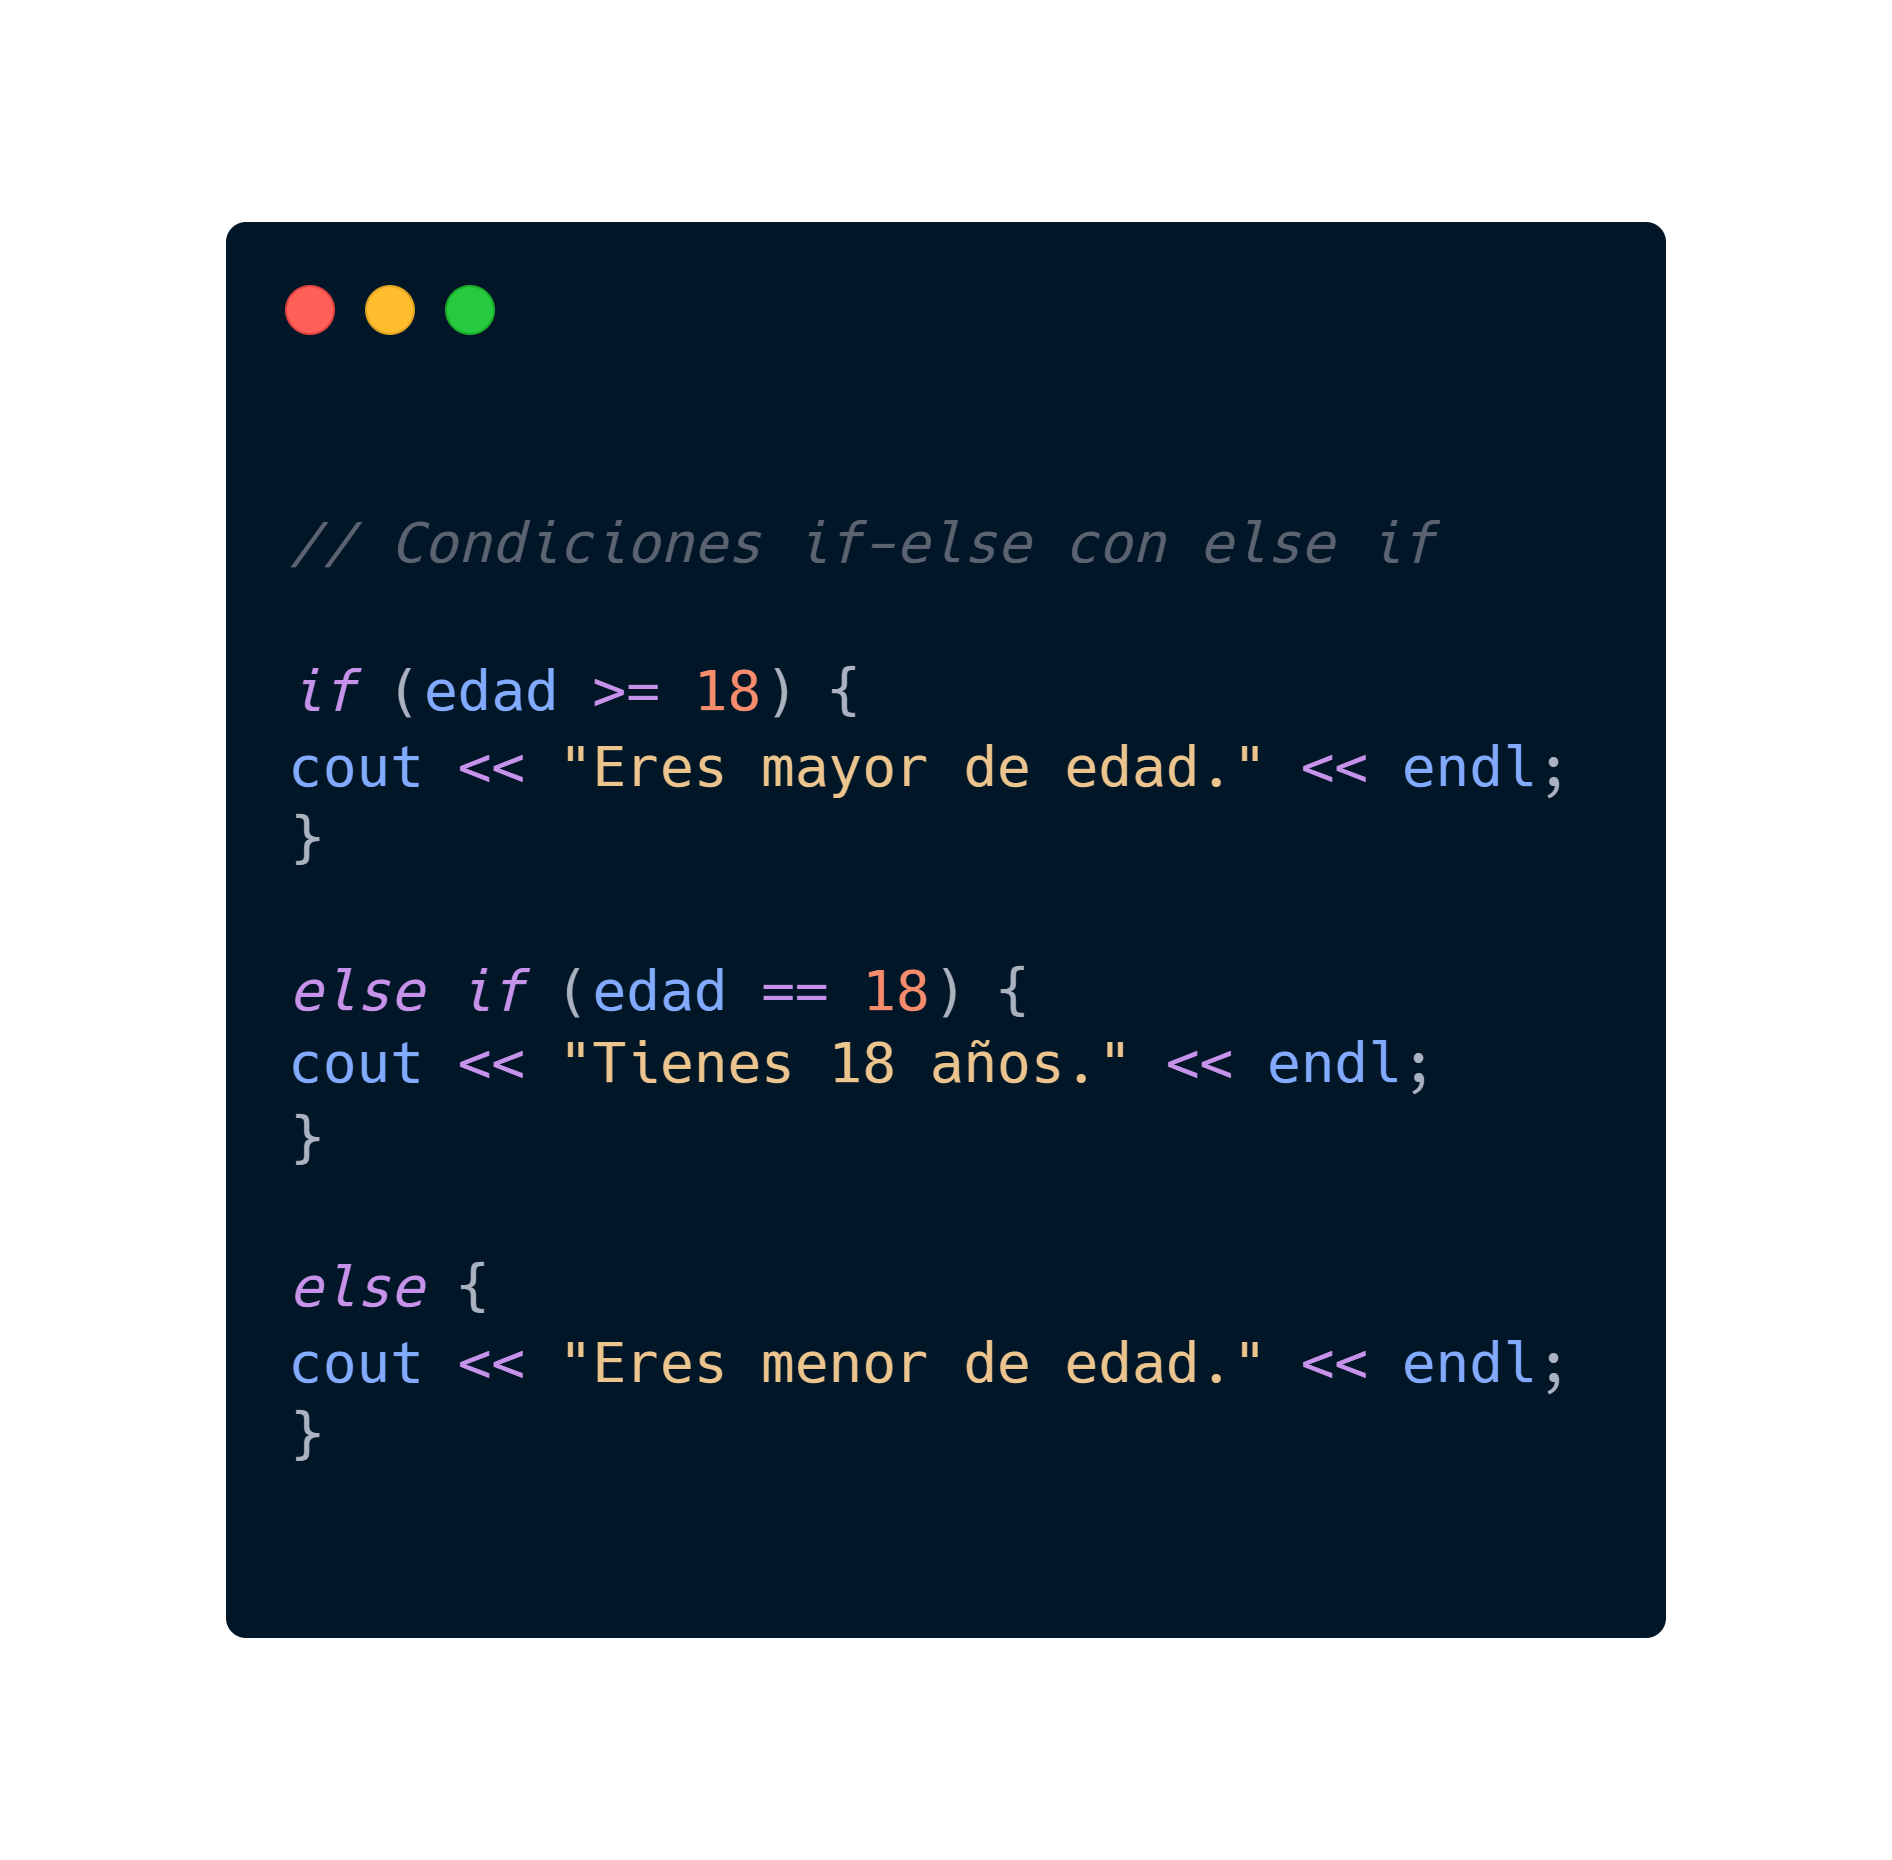 // Condiciones if-else con else if
if (edad >= 18) {
cout << "Eres mayor de edad." << endl;
}
else if (edad == 18) {
cout << "Tienes 18 años." << endl;
}
else {
cout << "Eres menor de edad." << endl;
}